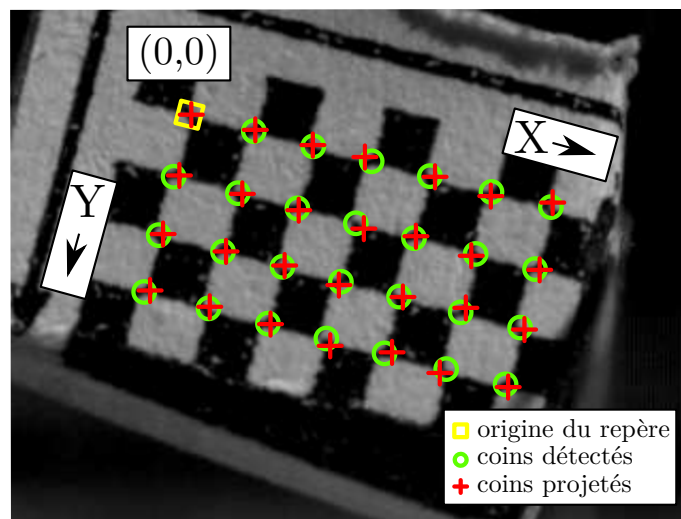 (0,0)
X
Y
origine du repère
coins détectés
coins projetés